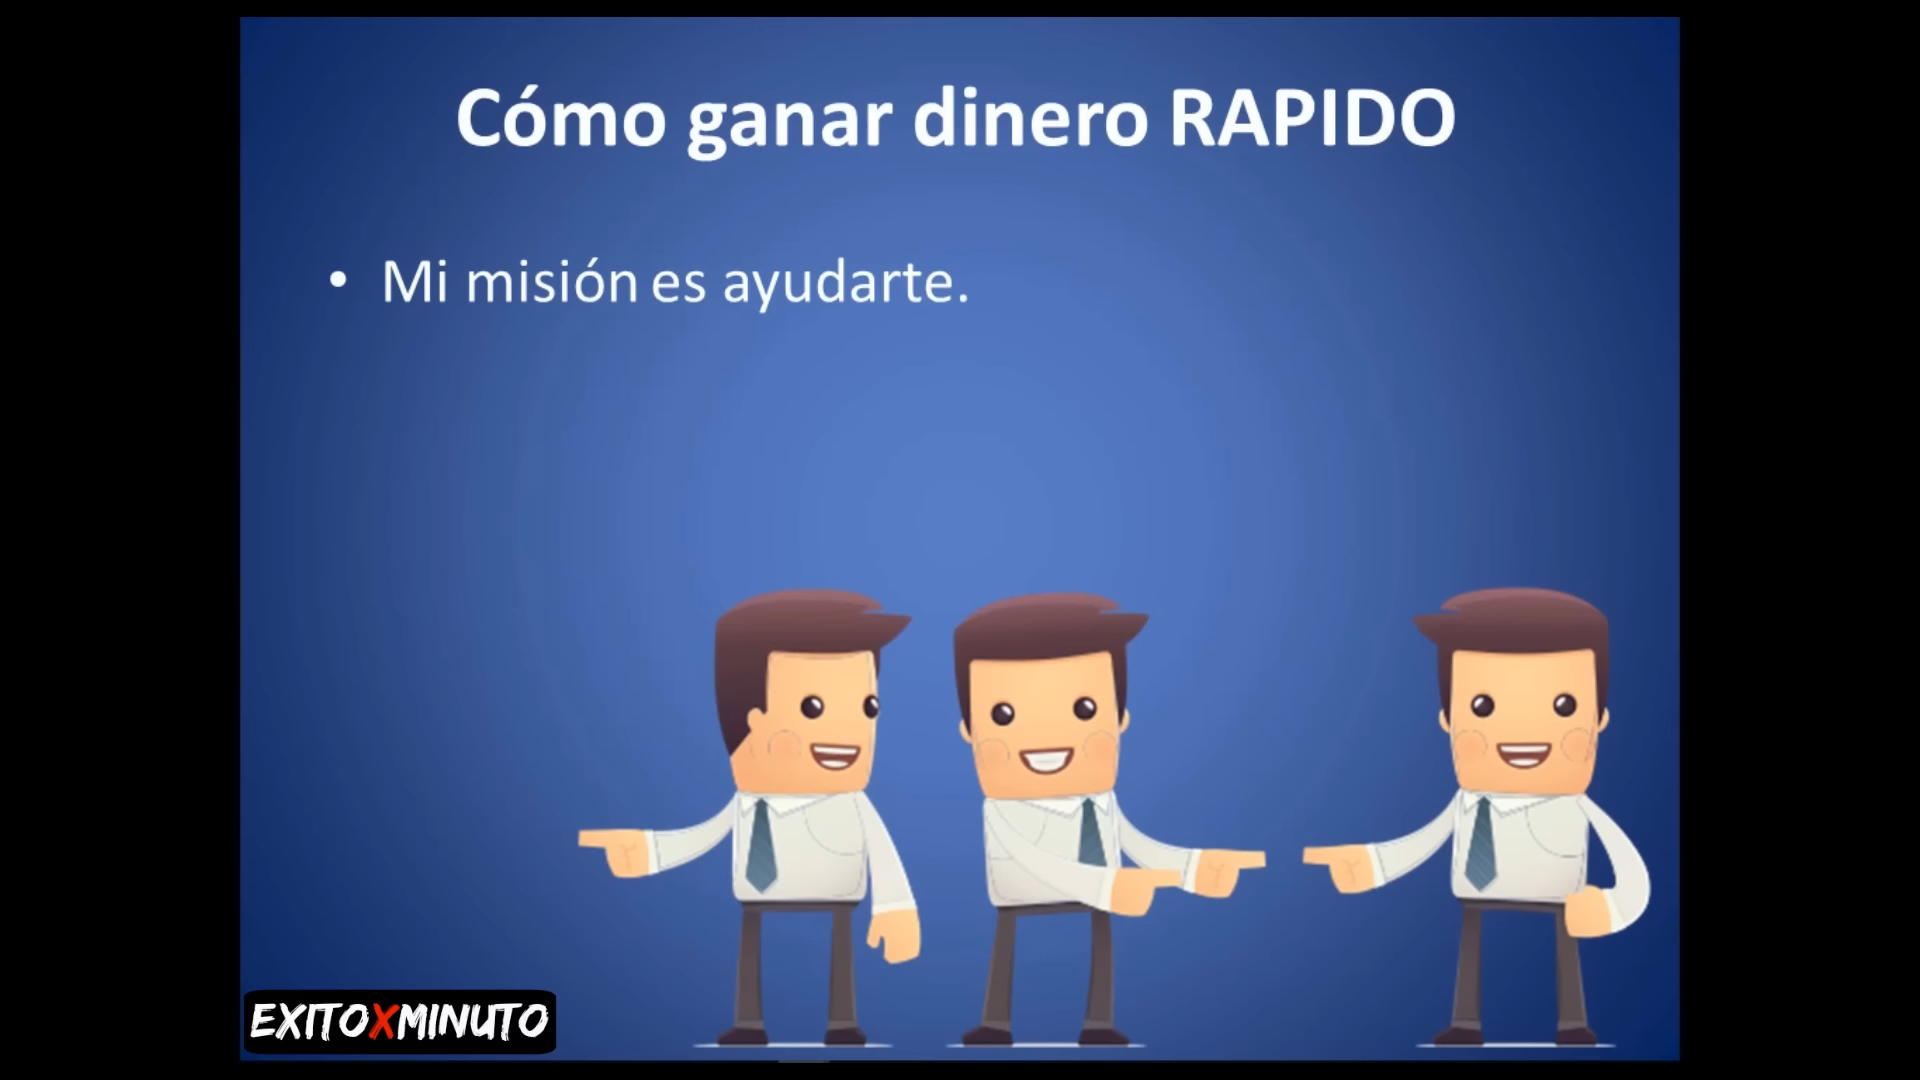 Cómo ganar dinero RAPIDO
• Mi misión es ayudarte.
EXITOXMINUTO